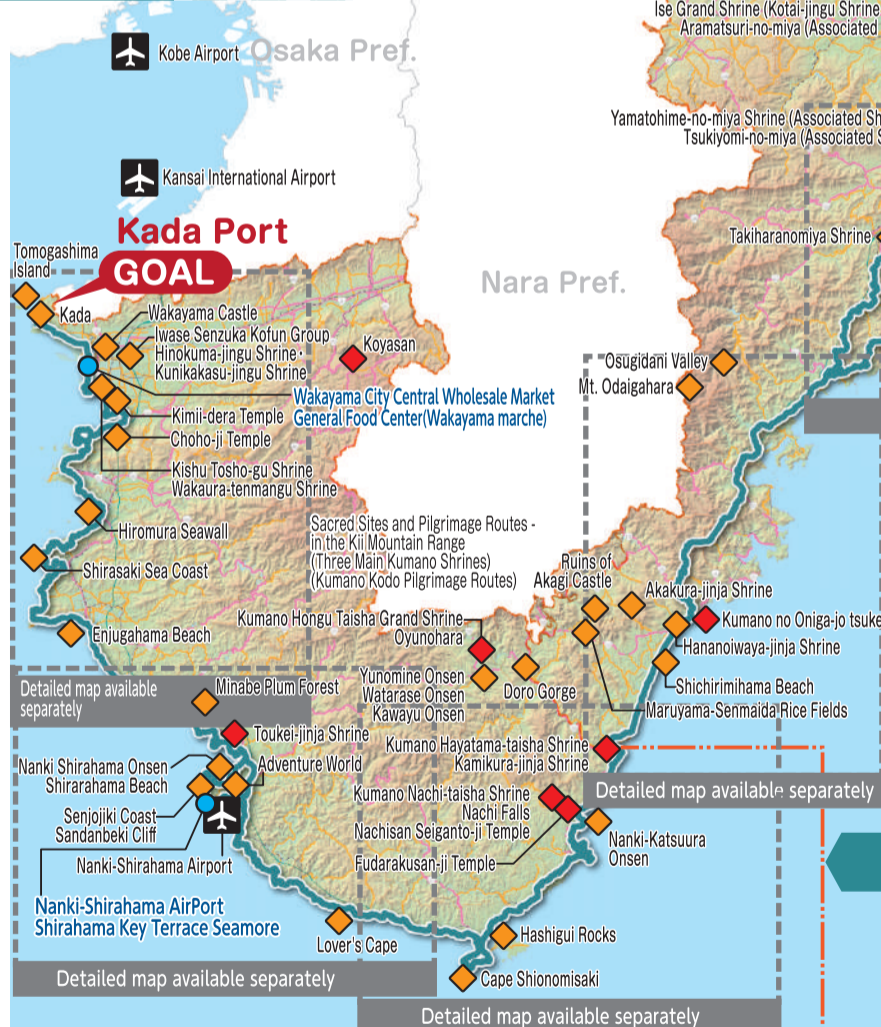 Ise Grand Shrine (Kotai-jingu Shrine
Aramatsuri-no-miya (Associated
Kobe Airport
Osaka Pref.
Yamatohime-no-miya Shrine (Associated Sh
Tsukiyomi-no-miya (Associated S
Kansai International Airport
Kada Port
GOAL
Takiharanomiya Shrine
Tomogashima
Island
Nara Pref.
Kada
Wakayama Castle
Iwase Senzuka Kofun Group
Hinokuma-jingu Shrine・
Kunikakasu-jingu Shrine
Koyasan
Osugidani Valley
Mt. Odaigahara
Wakayama City Central Wholesale Market
General Food Center(Wakayama marche)
Kimii-dera Temple
Choho-ji Temple
Kishu Tosho-gu Shrine
Wakaura-tenmangu Shrine
Hiromura Seawall
Shirasaki Sea Coast
Sacred Sites and Pilgrimage Routes -
in the Kii Mountain Range
(Three Main Kumano Shrines)
(Kumano Kodo Pilgrimage Routes)
Ruins of
Akagi Castle
Akakura-jinja Shrine
Kumano Hongu Taisha Grand Shrine
Oyunohara
Kumano no Oniga-jo tsuke
Hananoiwaya-jinja Shrine
Enjugahama Beach
Yunomine Onsen
Watarase Onsen
Kawayu Onsen
Doro Gorge
Shichirimihama Beach
Maruyama-Senmaida Rice Fields
Detailed map available
separately
Minabe Plum Forest
Toukei-jinja Shrine
Kumano Hayatama-taisha Shrine
Kamikura-jinja Shrine
Nanki Shirahama Onsen
Shirarahama Beach
Adventure World
Detailed map available separately
Senjojiki Coast
Sandanbeki Cliff
Kumano Nachi-taisha Shrine
Nachi Falls
Nachisan Seiganto-ji Temple
Nanki-Shirahama Airport
Fudarakusan-ji Temple
Nanki-Katsuura
Onsen
Nanki-Shirahama AirPort
Shirahama Key Terrace Seamore
Lover's Cape
Hashigui Rocks
Cape Shionomisaki
Detailed map available separately
Detailed map available separately